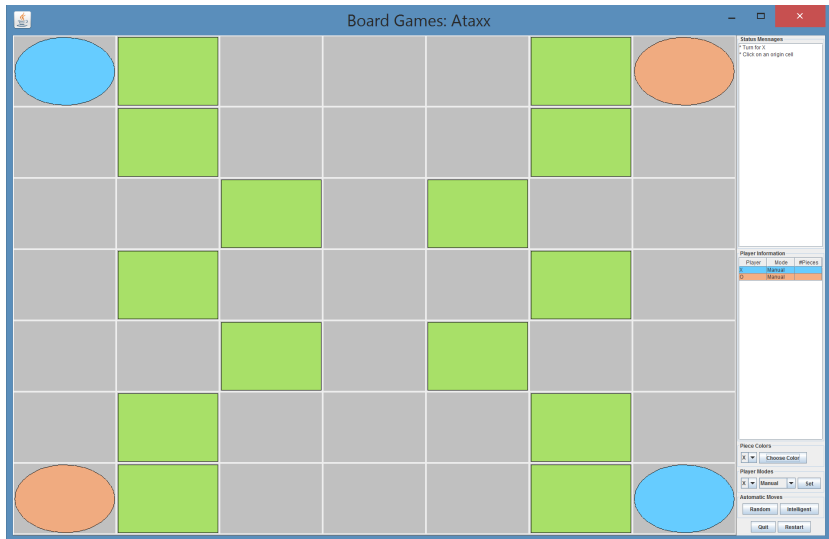 Board Games: Ataxx
Status Messages
* Turn for X
* Click on an origin cell
Player Information
Player Mode #Pieces
Manual
O Manual
Piece Colors
X Choose Color
Player Modes
X Manual Set
Automatic Moves
Random Intelligent
Quit Restart